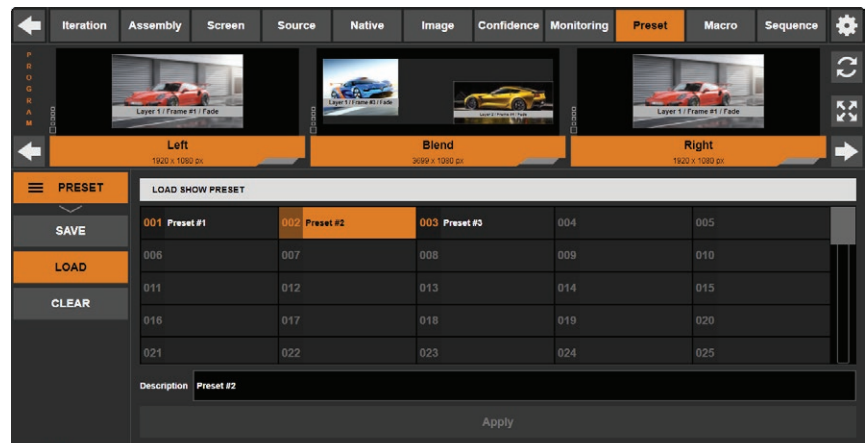 Iteration Assembly Screen Source Native Image Confidence Monitoring Preset Macro Sequence
PROGRAM
Layer 1 / Frame #1 / Fade
Layer 1 / Frame #3 / Fade
Layer 1 / Frame #1 / Fade
Left Blend Right
1920 x 1080 px 3699 x 1080 px 1920 x 1080 px
PRESET LOAD SHOW PRESET
SAVE
LOAD
CLEAR
001 Preset #1 002 Preset #2 003 Preset #3 004 005
006 007 008 009 010
011 012 013 014 015
016 017 018 019 020
021 022 023 024 025
Description Preset #2
Apply